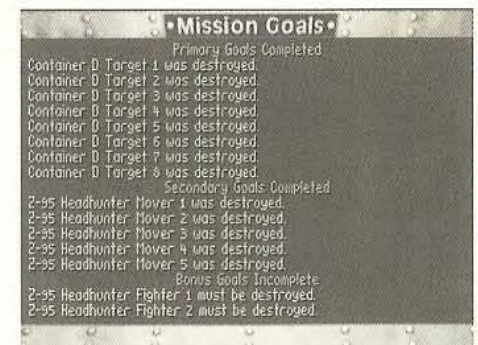 •Mission Goals•
Primary Goals Completed
Container D Target 1 was destroyed.
Container D Target 2 was destroyed.
Container D Target 3 was destroyed.
Container D Target 4 was destroyed.
Container D Target 5 was destroyed.
Container D Target 6 was destroyed.
Container D Target 7 was destroyed.
Container D Target 8 was destroyed.
Secondary Goals Completed
Z-95 Headhunter Mover 1 was destroyed.
Z-95 Headhunter Mover 2 was destroyed.
Z-95 Headhunter Mover 3 was destroyed.
Z-95 Headhunter Mover 4 was destroyed.
Z-95 Headhunter Mover 5 was destroyed.
Bonus Goals Incomplete
Z-95 Headhunter Fighter 1 must be destroyed.
Z-95 Headhunter Fighter 2 must be destroyed.